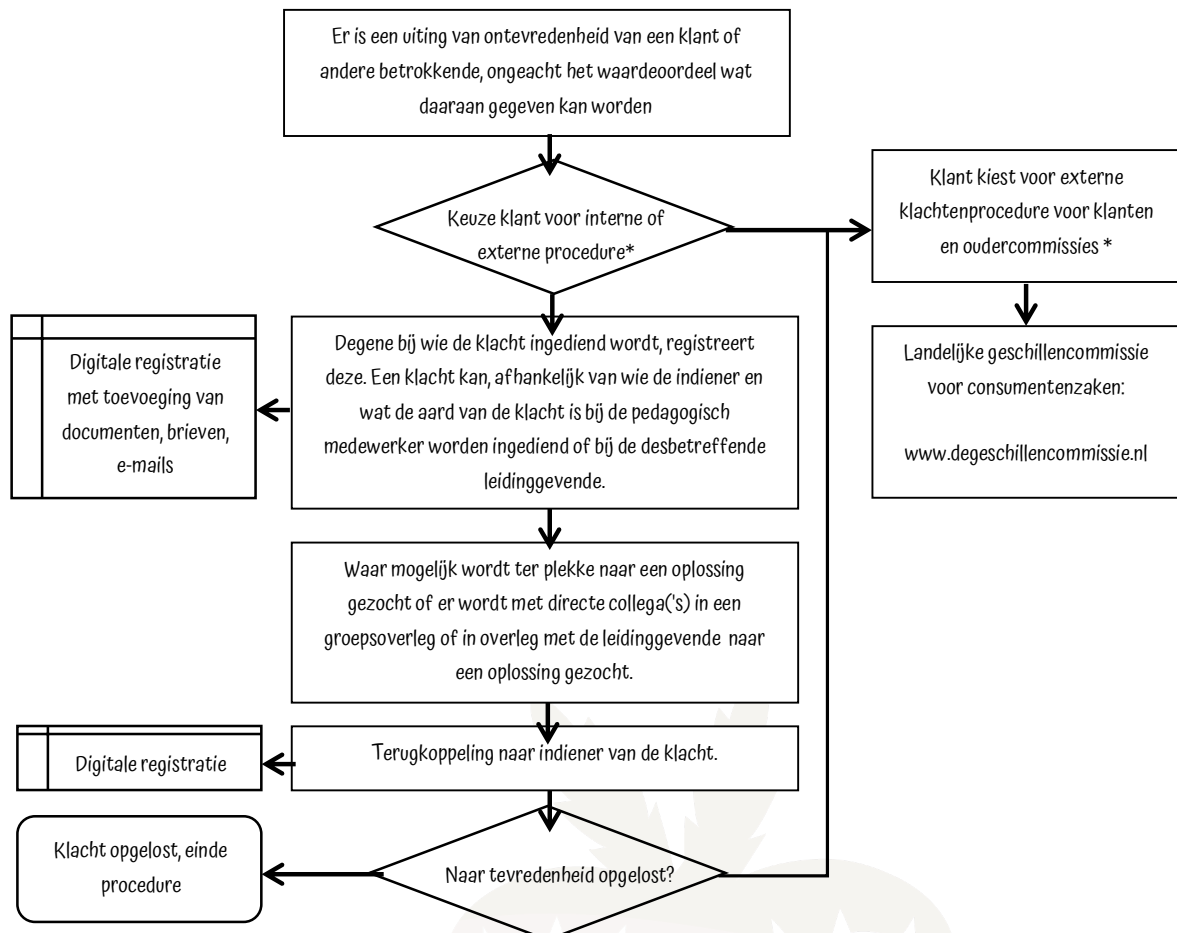 Er is een uiting van ontevredenheid van een klant of
andere betrokkende, ongeacht het waardeoordeel wat
daaraan gegeven kan worden
Keuze klant voor interne of
externe procedure*
Klant kiest voor externe
klachtenprocedure voor klanten
en oudercommissies *
Landelijke geschillencommissie
voor consumentenzaken:
www.degeschillencommissie.nl
Degene bij wie de klacht ingediend wordt, registreert
deze. Een klacht kan, afhankelijk van wie de indiener en
wat de aard van de klacht is bij de pedagogisch
medewerker worden ingediend of bij de desbetreffende
leidinggevende.
Digitale registratie
met toevoeging van
documenten, brieven,
e-mails
Waar mogelijk wordt ter plekke naar een oplossing
gezocht of er wordt met directe collega('s) in een
groepsoverleg of in overleg met de leidinggevende naar
een oplossing gezocht.
Terugkoppeling naar indiener van de klacht.
Digitale registratie
Naar tevredenheid opgelost?
Klacht opgelost, einde
procedure